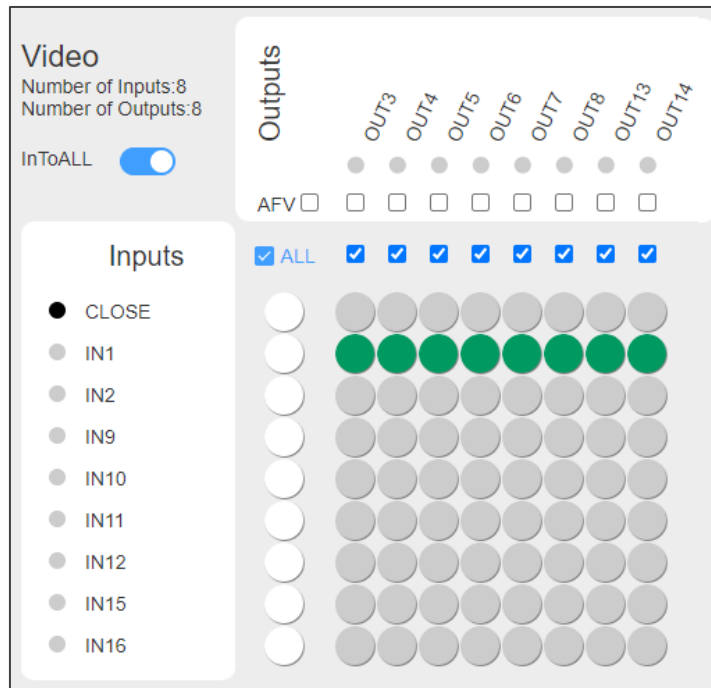 Video
Number of Inputs:8
Number of Outputs:8
InToALL
Outputs
OUT3
OUT4
OUT5
OUT6
OUT7
OUT8
OUT13
OUT14
AFV
Inputs
ALL
CLOSE
IN1
IN2
IN9
IN10
IN11
IN12
IN15
IN16